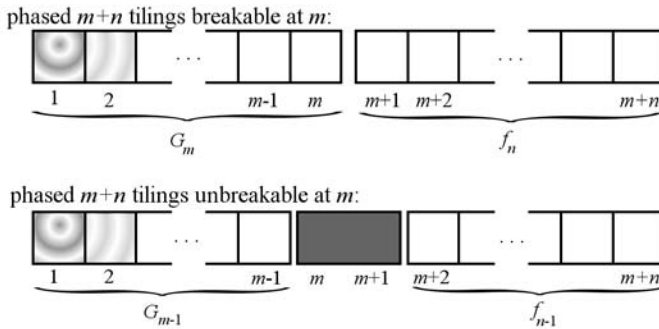 phased m+n tilings breakable at m:
. . .
. . .
1 2 m-1 m m+1 m+2 m+n
G_m f_n
phased m+n tilings unbreakable at m:
. . .
. . .
1 2 m-1 m m+1 m+2 m+n
G_{m-1} f_{n-1}